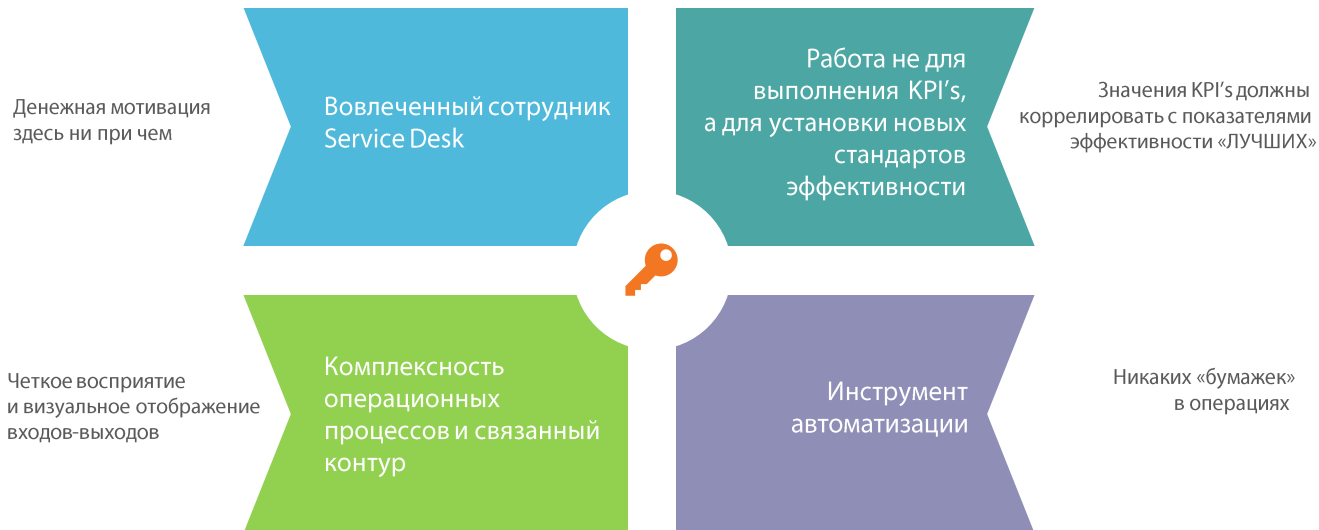 Денежная мотивация
здесь ни при чем
Вовлеченный сотрудник
Service Desk
Работа не для
выполнения KPI’s,
а для установки новых
стандартов
эффективности
Значения KPI’s должны
коррелировать с показателями
эффективности «ЛУЧШИХ»
Четкое восприятие
и визуальное отображение
входов-выходов
Комплексность
операционных
процессов и связанный
контур
Инструмент
автоматизации
Никаких «бумажек»
в операциях